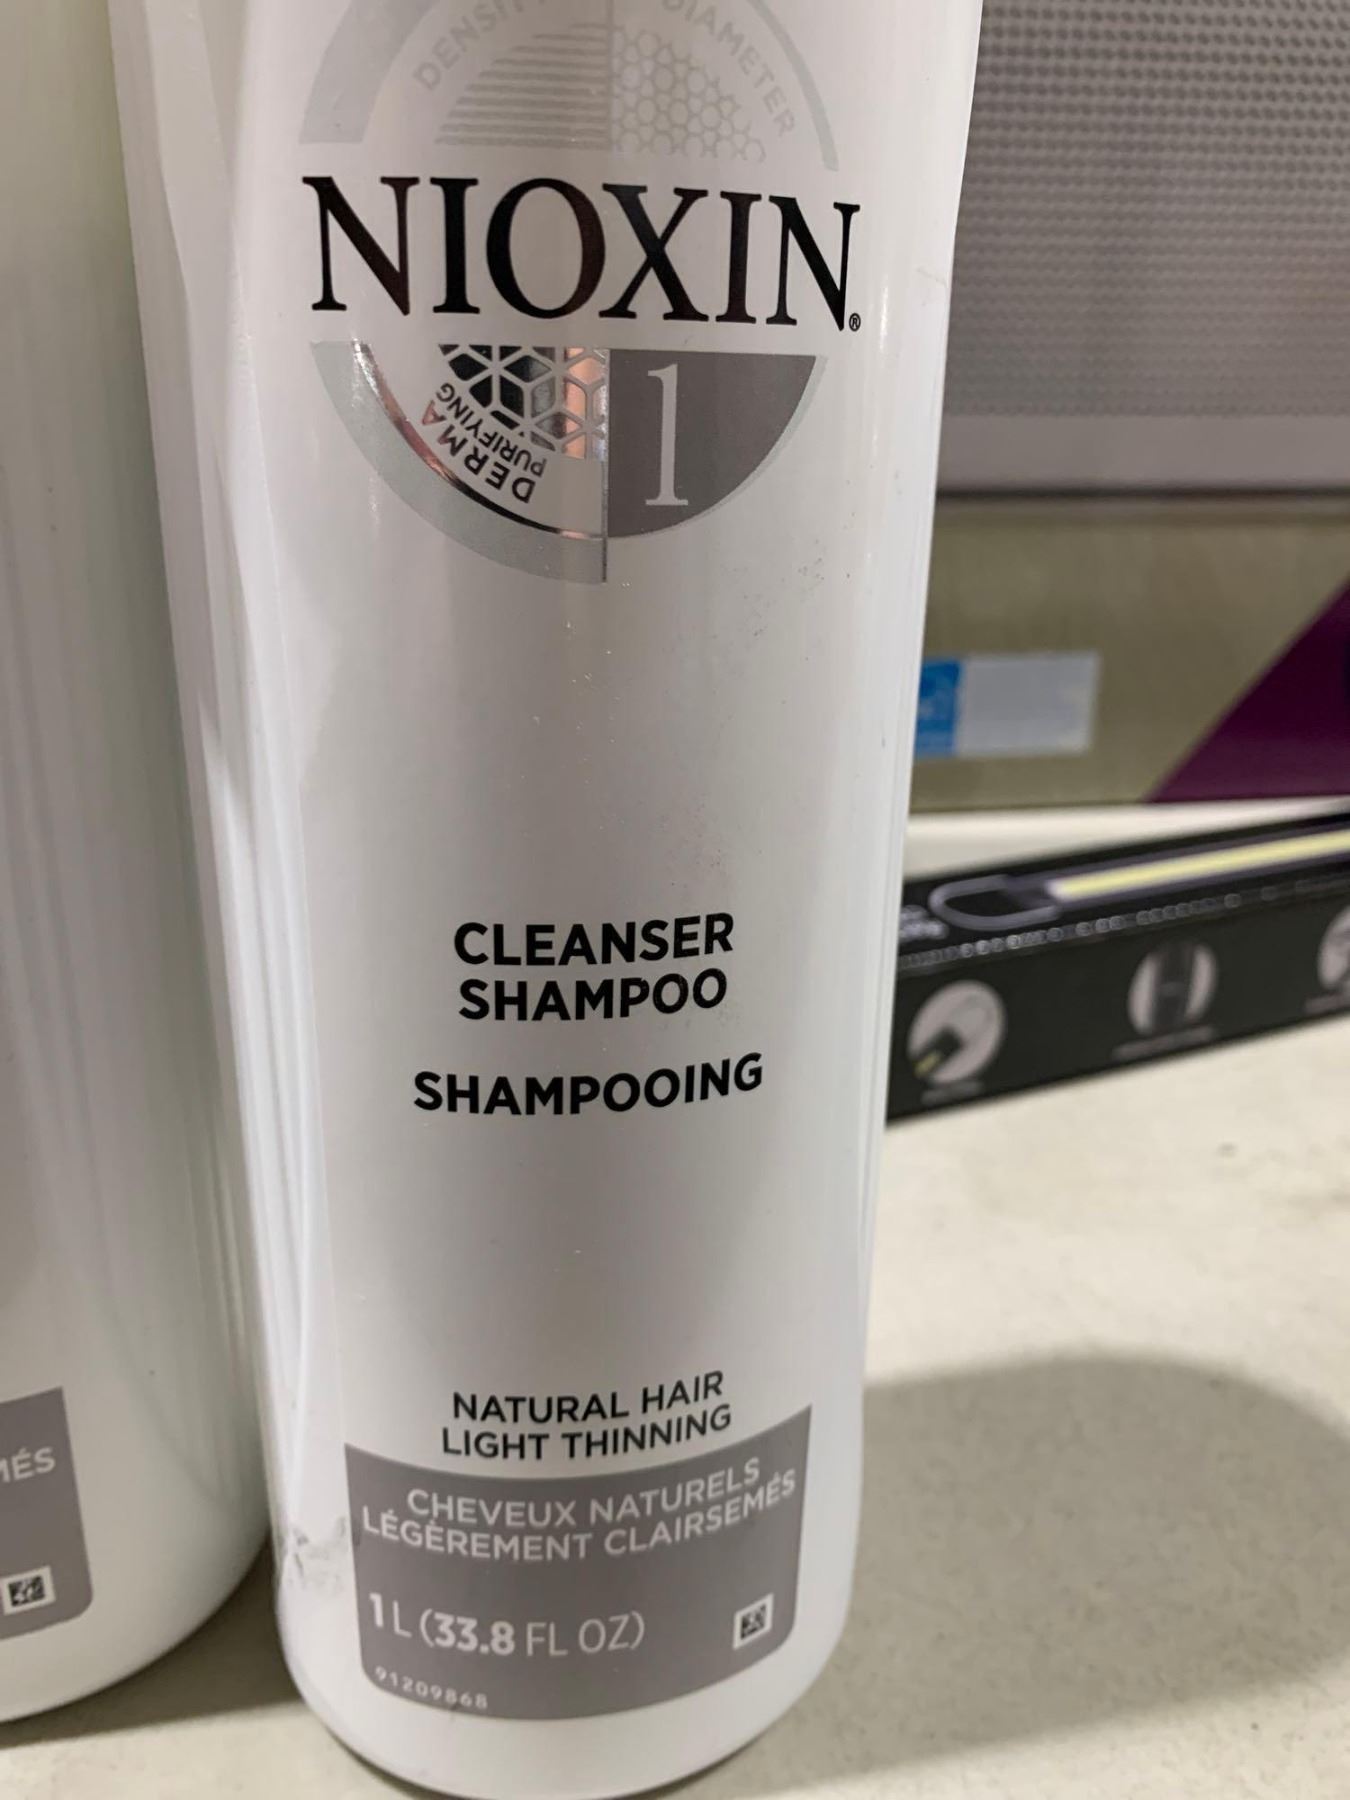 DENSITY DIAMETER
NIOXIN®
DERMA
PURIFYING
1
CLEANSER
SHAMPOO
SHAMPOOING
NATURAL HAIR
LIGHT THINNING
CHEVEUX NATURELS
LÉGÈREMENT CLAIRSEMÉS
1 L (33.8 FL OZ)
91209868